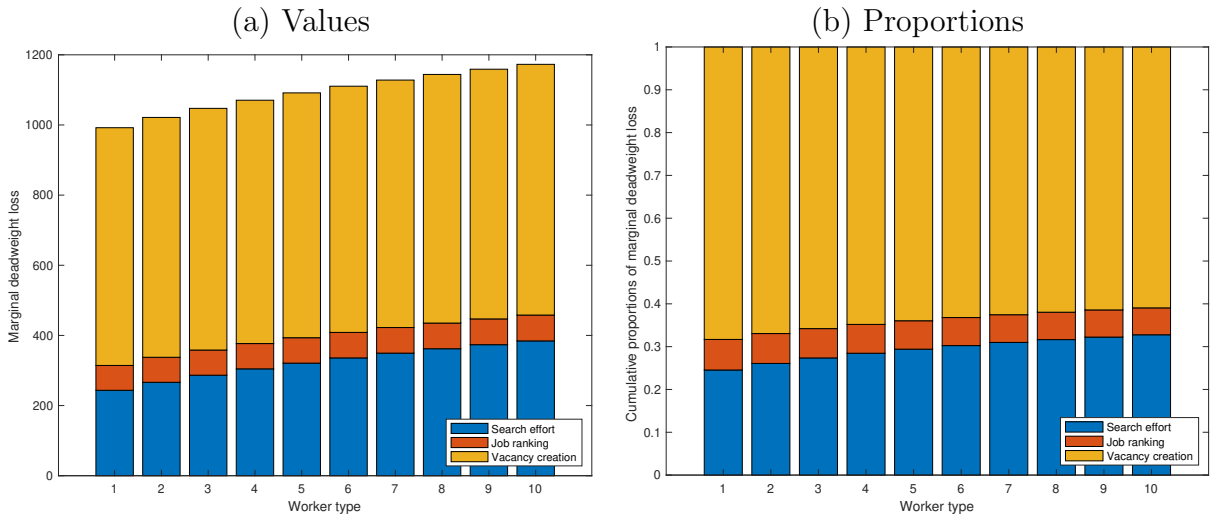 (a) Values
Marginal deadweight loss
1200
1000
800
600
400
200
0
1 2 3 4 5 6 7 8 9 10
Worker type
Search effort
Job ranking
Vacancy creation
(b) Proportions
Cumulative proportions of marginal deadweight loss
1
0.9
0.8
0.7
0.6
0.5
0.4
0.3
0.2
0.1
0
1 2 3 4 5 6 7 8 9 10
Worker type
Search effort
Job ranking
Vacancy creation